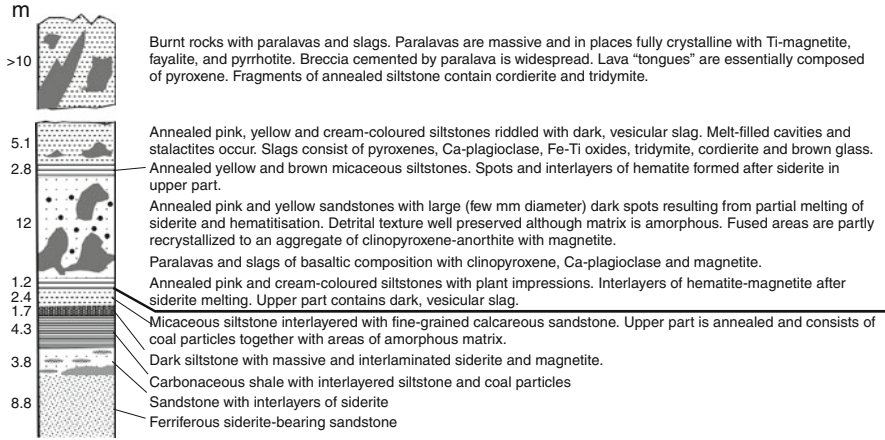 m
>10
Burnt rocks with paralavas and slags. Paralavas are massive and in places fully crystalline with Ti-magnetite,
fayalite, and pyrrhotite. Breccia cemented by paralava is widespread. Lava “tongues” are essentially composed
of pyroxene. Fragments of annealed siltstone contain cordierite and tridymite.
5.1
Annealed pink, yellow and cream-coloured siltstones riddled with dark, vesicular slag. Melt-filled cavities and
stalactites occur. Slags consist of pyroxenes, Ca-plagioclase, Fe-Ti oxides, tridymite, cordierite and brown glass.
2.8
Annealed yellow and brown micaceous siltstones. Spots and interlayers of hematite formed after siderite in
upper part.
12
Annealed pink and yellow sandstones with large (few mm diameter) dark spots resulting from partial melting of
siderite and hematitisation. Detrital texture well preserved although matrix is amorphous. Fused areas are partly
recrystallized to an aggregate of clinopyroxene-anorthite with magnetite.
Paralavas and slags of basaltic composition with clinopyroxene, Ca-plagioclase and magnetite.
1.2
Annealed pink and cream-coloured siltstones with plant impressions. Interlayers of hematite-magnetite after
siderite melting. Upper part contains dark, vesicular slag.
2.4
Micaceous siltstone interlayered with fine-grained calcareous sandstone. Upper part is annealed and consists of
coal particles together with areas of amorphous matrix.
1.7
Dark siltstone with massive and interlaminated siderite and magnetite.
4.3
Carbonaceous shale with interlayered siltstone and coal particles
3.8
Sandstone with interlayers of siderite
8.8
Ferriferous siderite-bearing sandstone